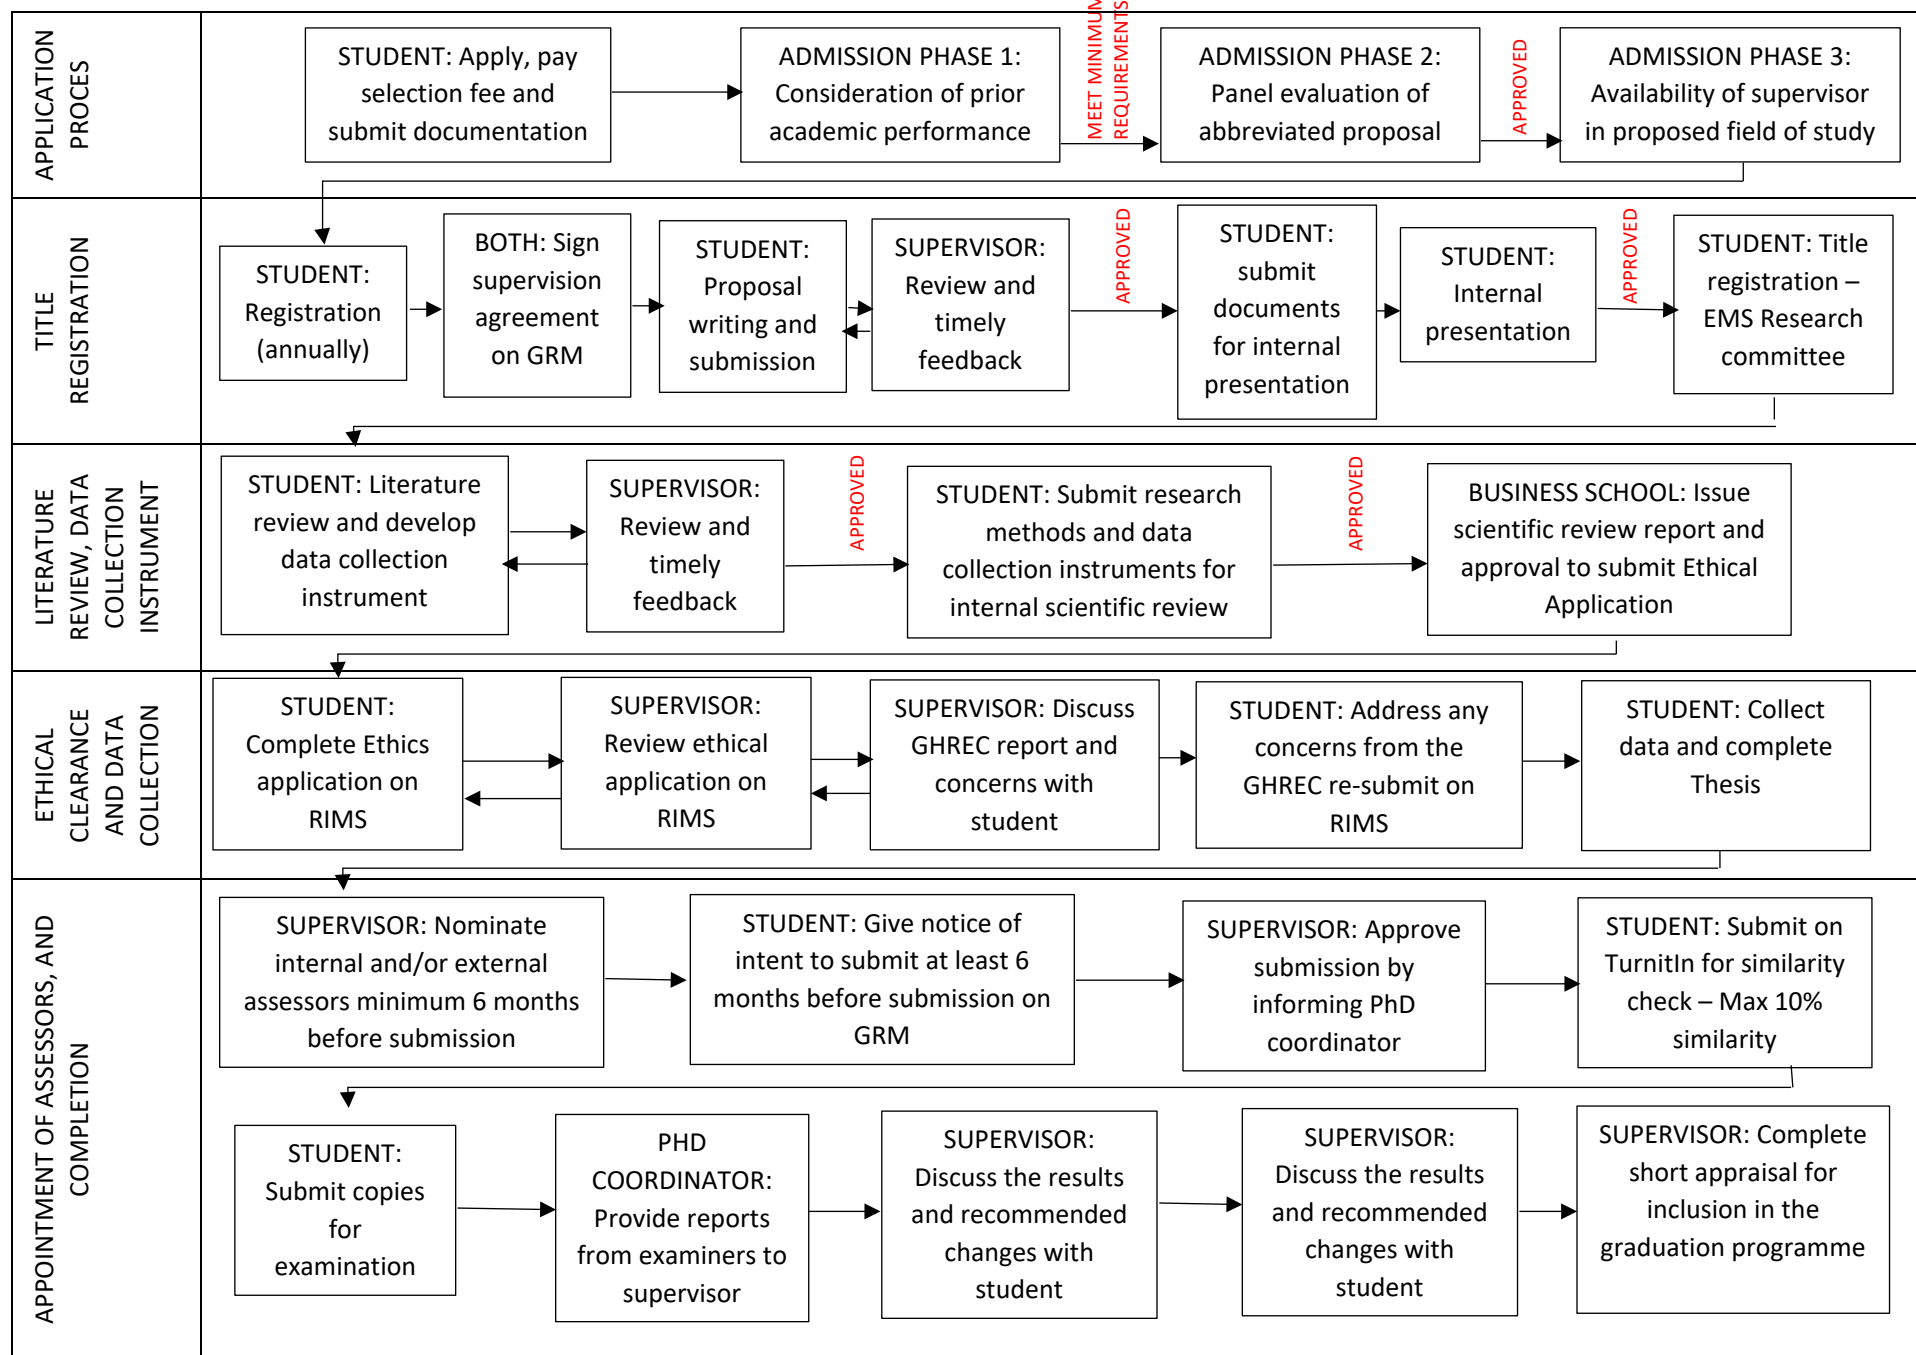 APPLICATION
PROCES
STUDENT: Apply, pay
selection fee and
submit documentation
ADMISSION PHASE 1:
Consideration of prior
academic performance
MEET MINIMUM
REQUIREMENTS
ADMISSION PHASE 2:
Panel evaluation of
abbreviated proposal
APPROVED
ADMISSION PHASE 3:
Availability of supervisor
in proposed field of study
TITLE
REGISTRATION
STUDENT:
Registration
(annually)
BOTH: Sign
supervision
agreement
on GRM
STUDENT:
Proposal
writing and
submission
SUPERVISOR:
Review and
timely
feedback
APPROVED
STUDENT:
submit
documents
for internal
presentation
STUDENT:
Internal
presentation
APPROVED
STUDENT: Title
registration –
EMS Research
committee
LITERATURE
REVIEW, DATA
COLLECTION
INSTRUMENT
STUDENT: Literature
review and develop
data collection
instrument
SUPERVISOR:
Review and
timely
feedback
APPROVED
STUDENT: Submit research
methods and data
collection instruments for
internal scientific review
APPROVED
BUSINESS SCHOOL: Issue
scientific review report and
approval to submit Ethical
Application
ETHICAL
CLEARANCE
AND DATA
COLLECTION
STUDENT:
Complete Ethics
application on
RIMS
SUPERVISOR:
Review ethical
application on
RIMS
SUPERVISOR: Discuss
GHREC report and
concerns with
student
STUDENT: Address any
concerns from the
GHREC re-submit on
RIMS
STUDENT: Collect
data and complete
Thesis
APPOINTMENT OF ASSESSORS, AND
COMPLETION
SUPERVISOR: Nominate
internal and/or external
assessors minimum 6 months
before submission
STUDENT: Give notice of
intent to submit at least 6
months before submission on
GRM
SUPERVISOR: Approve
submission by
informing PhD
coordinator
STUDENT: Submit on
TurnitIn for similarity
check – Max 10%
similarity
STUDENT:
Submit copies
for
examination
PHD
COORDINATOR:
Provide reports
from examiners to
supervisor
SUPERVISOR:
Discuss the results
and recommended
changes with
student
SUPERVISOR:
Discuss the results
and recommended
changes with
student
SUPERVISOR: Complete
short appraisal for
inclusion in the
graduation programme